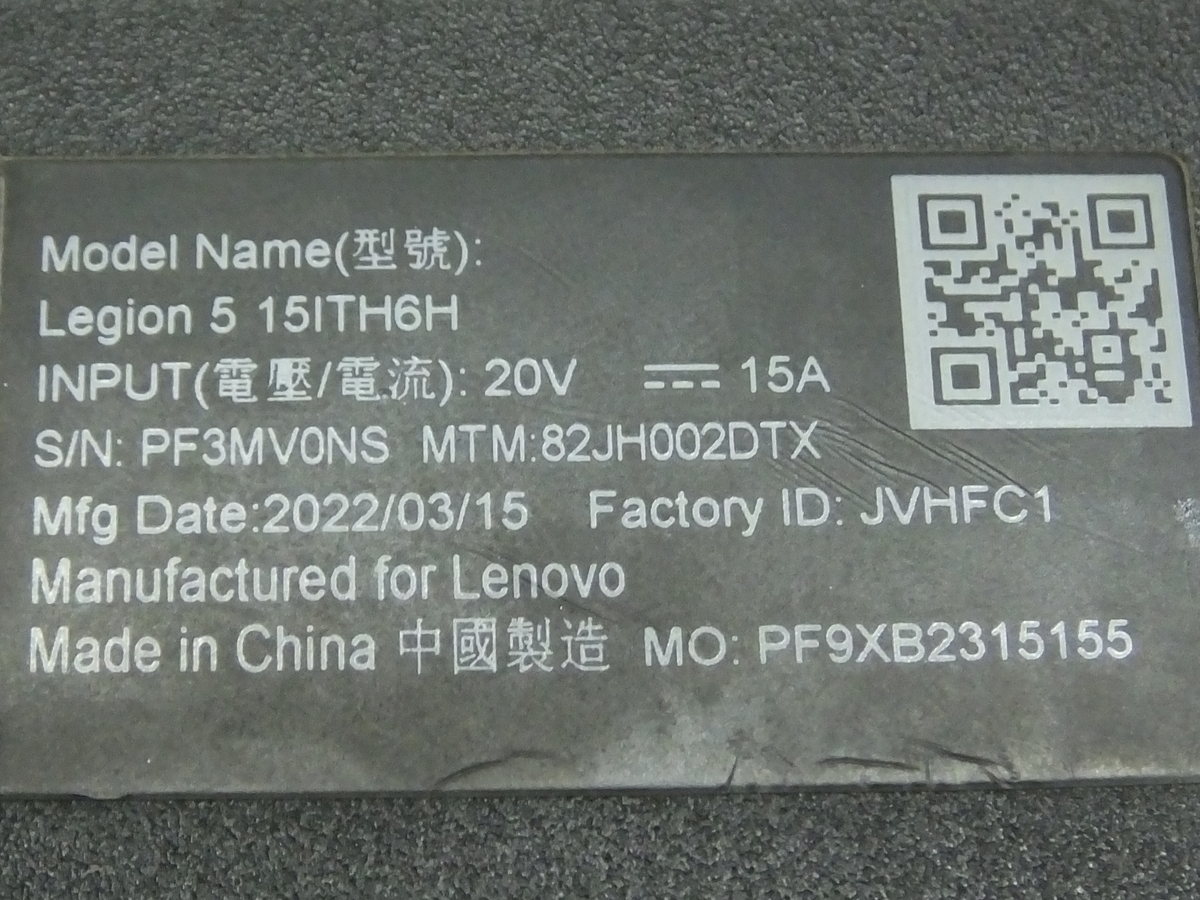 Model Name(型號):
Legion 5 15ITH6H
INPUT(電壓/電流): 20V ⎓ 15A
S/N: PF3MV0NS MTM:82JH002DTX
Mfg Date:2022/03/15 Factory ID: JVHFC1
Manufactured for Lenovo
Made in China 中國製造 MO: PF9XB2315155